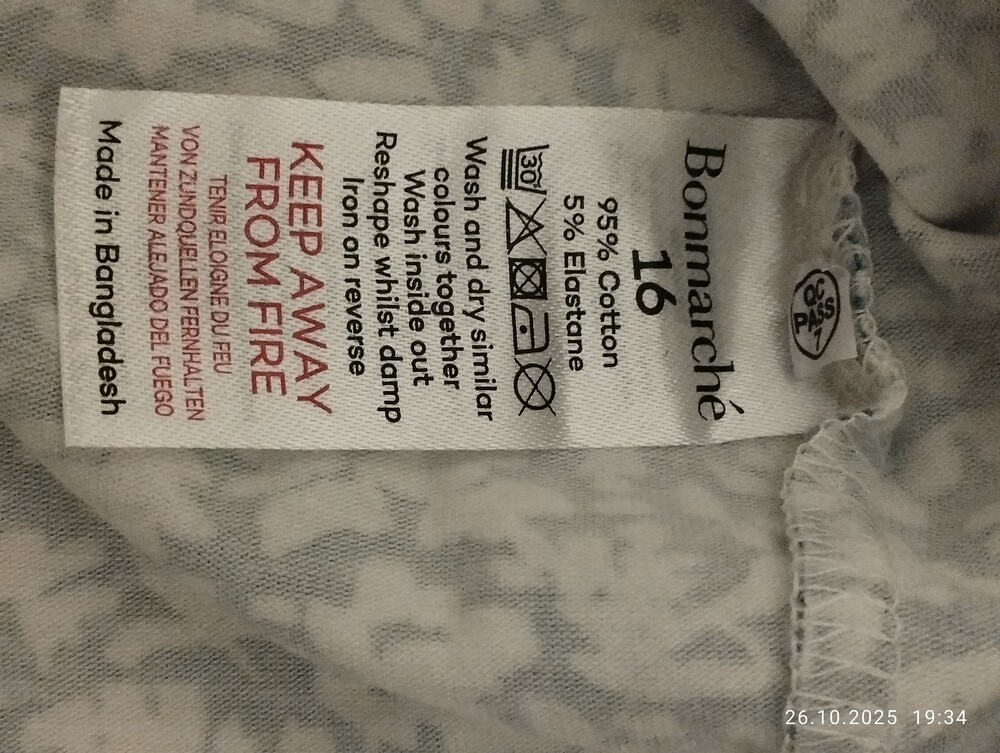 QC
PASS
PA7
Bonmarché
16
95% Cotton
5% Elastane
30
Wash and dry similar
colours together
Wash inside out
Reshape whilst damp
Iron on reverse
KEEP AWAY
FROM FIRE
TENIR ELOIGNE DU FEU
VON ZUNDQUELLEN FERNHALTEN
MANTENER ALEJADO DEL FUEGO
Made in Bangladesh
26.10.2025 19:34